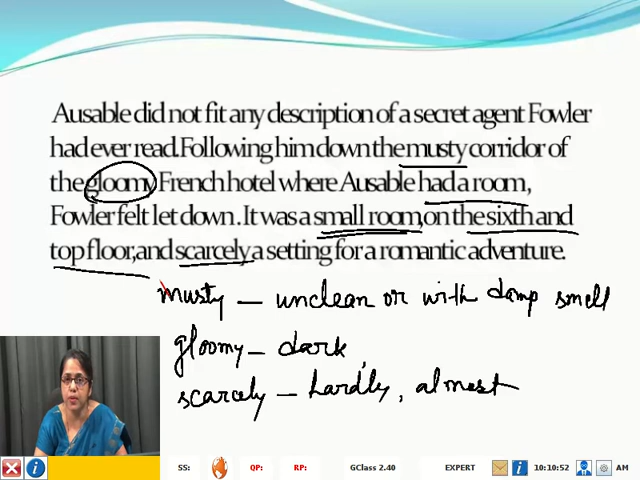 Ausable did not fit any description of a secret agent Fowler
had ever read.Following him down the musty corridor of
the gloomy French hotel where Ausable had a room,
Fowler felt let down .It was a small room,on the sixth and
top floor,and scarcely a setting for a romantic adventure.
musty – unclean or with damp smell
gloomy – dark,
scarcely – hardly, almost
SS: QP: RP: GClass 2.40 EXPERT 10:10:52 AM